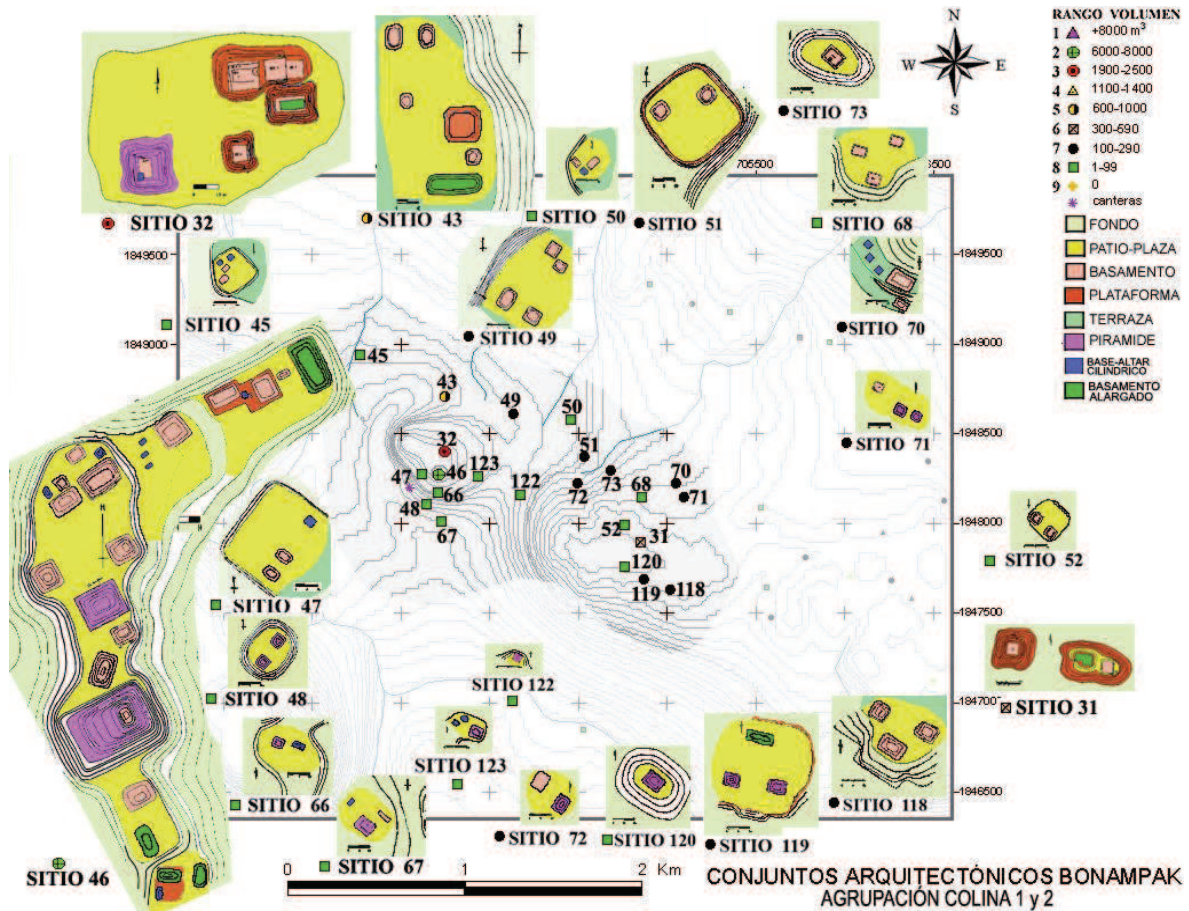 N
W E
S
RANGO VOLUMEN
1 +8000 m³
2 6000-8000
3 1900-2500
4 1100-1400
5 600-1000
6 300-590
7 100-290
8 1-99
9 0
canteras
FONDO
PATIO-PLAZA
BASAMENTO
PLATAFORMA
TERRAZA
PIRAMIDE
BASE-ALTAR
CILINDRICO
BASAMENTO
ALARGADO
SITIO 73
705500
SITIO 32
SITIO 43
SITIO 50
SITIO 51
SITIO 68
1849500
1849500
SITIO 45
SITIO 49
SITIO 70
1849000
1849000
45
43
49
50
SITIO 71
1848500
51
32
47
46
123
122
72
73
70
68
71
66
48
67
52
31
1848000
SITIO 52
120
119
118
SITIO 47
1847500
SITIO 48
SITIO 122
1847000
SITIO 31
SITIO 66
SITIO 123
SITIO 118
1846500
SITIO 67
SITIO 72
SITIO 120
SITIO 119
SITIO 46
0 1 2 Km
CONJUNTOS ARQUITECTÓNICOS BONAMPAK
AGRUPACIÓN COLINA 1 y 2